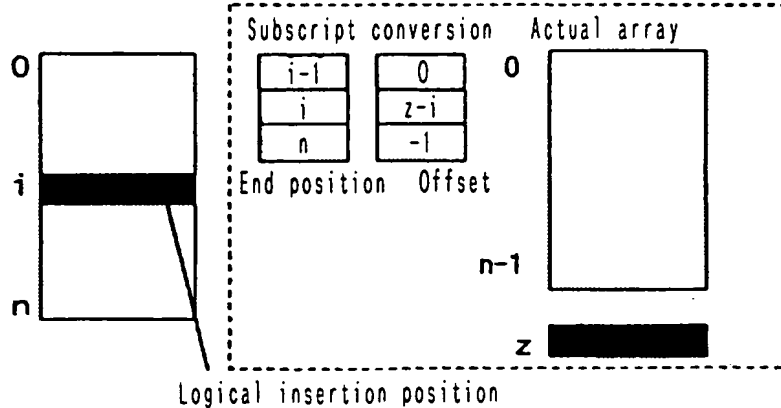 Subscript conversion Actual array
0
i
n
i-1 0
i z-i
n -1
End position Offset
0
n-1
z
Logical insertion position